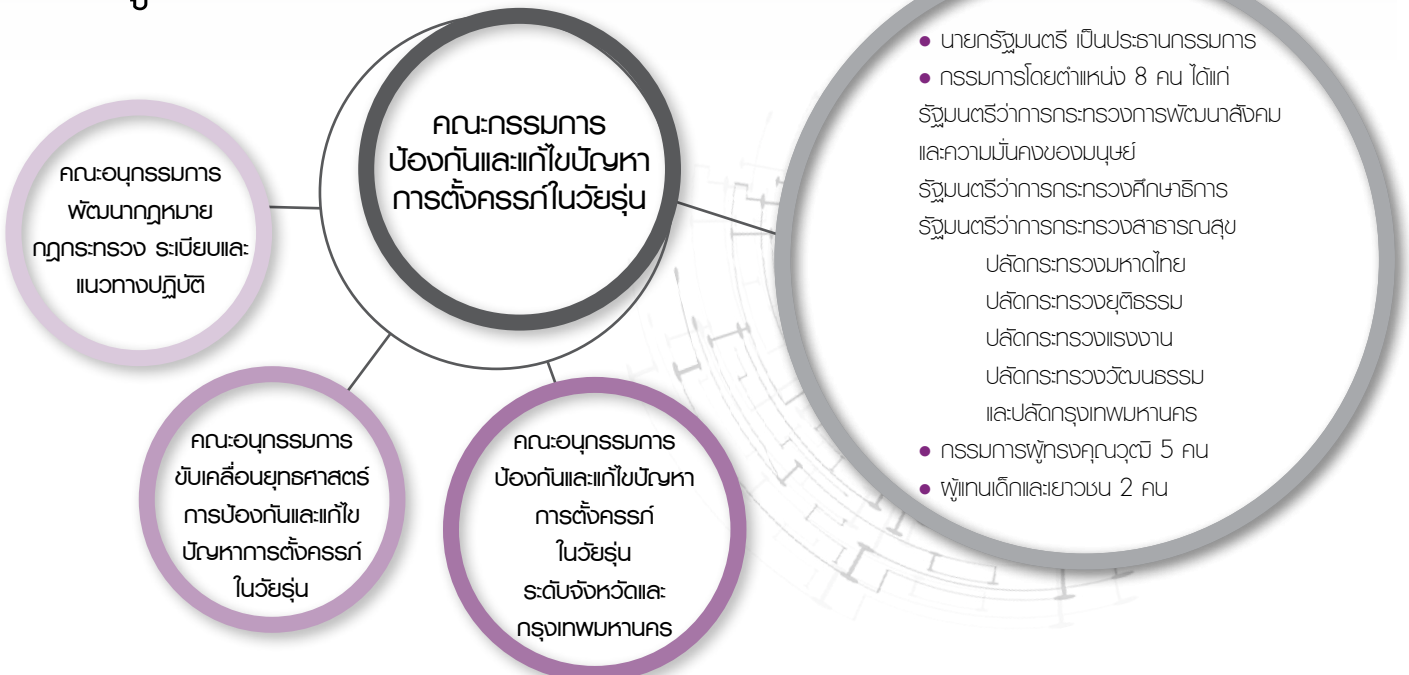 คณะกรรมการ
ป้องกันและแก้ไขปัญหา
การตั้งครรภ์ในวัยรุ่น
คณะอนุกรรมการ
พัฒนากฎหมาย
กฎกระทรวง ระเบียบและ
แนวทางปฏิบัติ
คณะอนุกรรมการ
ขับเคลื่อนยุทธศาสตร์
การป้องกันและแก้ไข
ปัญหาการตั้งครรภ์
ในวัยรุ่น
คณะอนุกรรมการ
ป้องกันและแก้ไขปัญหา
การตั้งครรภ์
ในวัยรุ่น
ระดับจังหวัดและ
กรุงเทพมหานคร
• นายกรัฐมนตรี เป็นประธานกรรมการ
• กรรมการโดยตำแหน่ง 8 คน ได้แก่
รัฐมนตรีว่าการกระทรวงการพัฒนาสังคม
และความมั่นคงของมนุษย์
รัฐมนตรีว่าการกระทรวงศึกษาธิการ
รัฐมนตรีว่าการกระทรวงสาธารณสุข
ปลัดกระทรวงมหาดไทย
ปลัดกระทรวงยุติธรรม
ปลัดกระทรวงแรงงาน
ปลัดกระทรวงวัฒนธรรม
และปลัดกรุงเทพมหานคร
• กรรมการผู้ทรงคุณวุฒิ 5 คน
• ผู้แทนเด็กและเยาวชน 2 คน